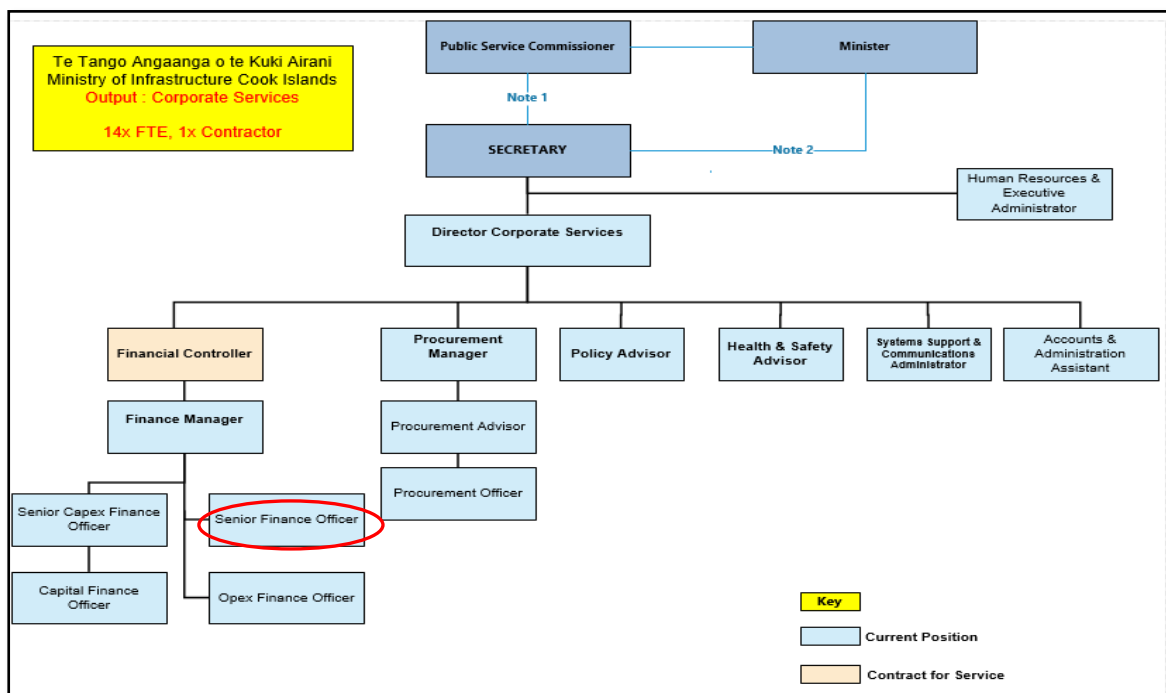 Te Tango Angaanga o te Kuki Airani
Ministry of Infrastructure Cook Islands
Output : Corporate Services
14x FTE, 1x Contractor
Public Service Commissioner
Minister
Note 1
SECRETARY
Note 2
Human Resources &
Executive
Administrator
Director Corporate Services
Financial Controller
Procurement
Manager
Policy Advisor
Health & Safety
Advisor
Systems Support &
Communications
Administrator
Accounts &
Administration
Assistant
Finance Manager
Procurement Advisor
Procurement Officer
Senior Capex Finance
Officer
Senior Finance Officer
Capital Finance
Officer
Opex Finance Officer
Key
Current Position
Contract for Service